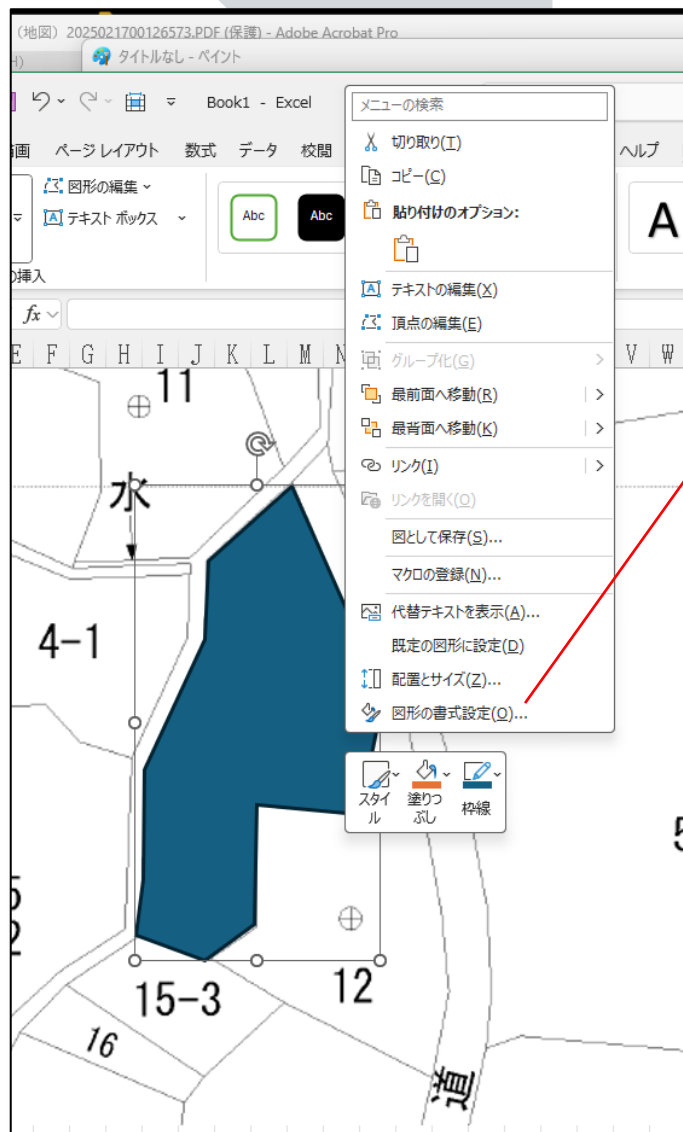 (地図) 2025021700126573.PDF (保護) - Adobe Acrobat Pro
H)
タイトルなし - ペイント
Book1 - Excel
画 ページ レイアウト 数式 データ 校閲 ヘルプ
図形の編集
テキスト ボックス
Abc Abc A
の挿入
fx
E F G H I J K L M N V W
メニューの検索
切り取り(T)
コピー(C)
貼り付けのオプション:
テキストの編集(X)
頂点の編集(E)
グループ化(G)
最前面へ移動(R)
最背面へ移動(K)
リンク(I)
リンクを開く(O)
図として保存(S)...
マクロの登録(N)...
代替テキストを表示(A)...
既定の図形に設定(D)
配置とサイズ(Z)...
図形の書式設定(O)...
スタイ
ル
塗りつ
ぶし
枠線
11
水
4-1
5
2
15-3
12
16
道